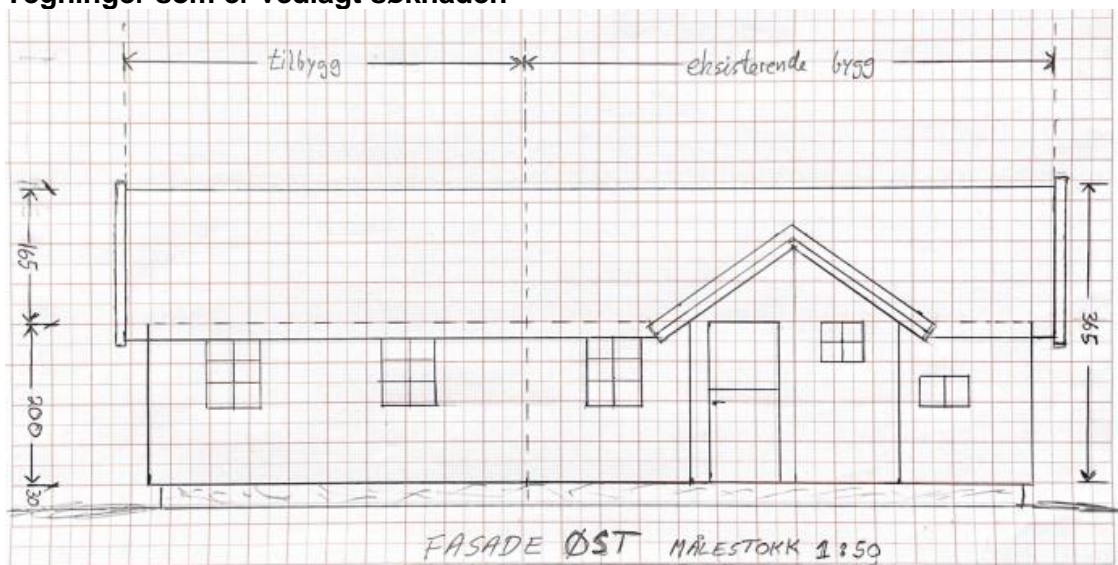 Tegninger som er vedlagt søknaden
tilbygg
eksisterende bygg
165
200
30
365
FASADE ØST MÅLESTOKK 1:50